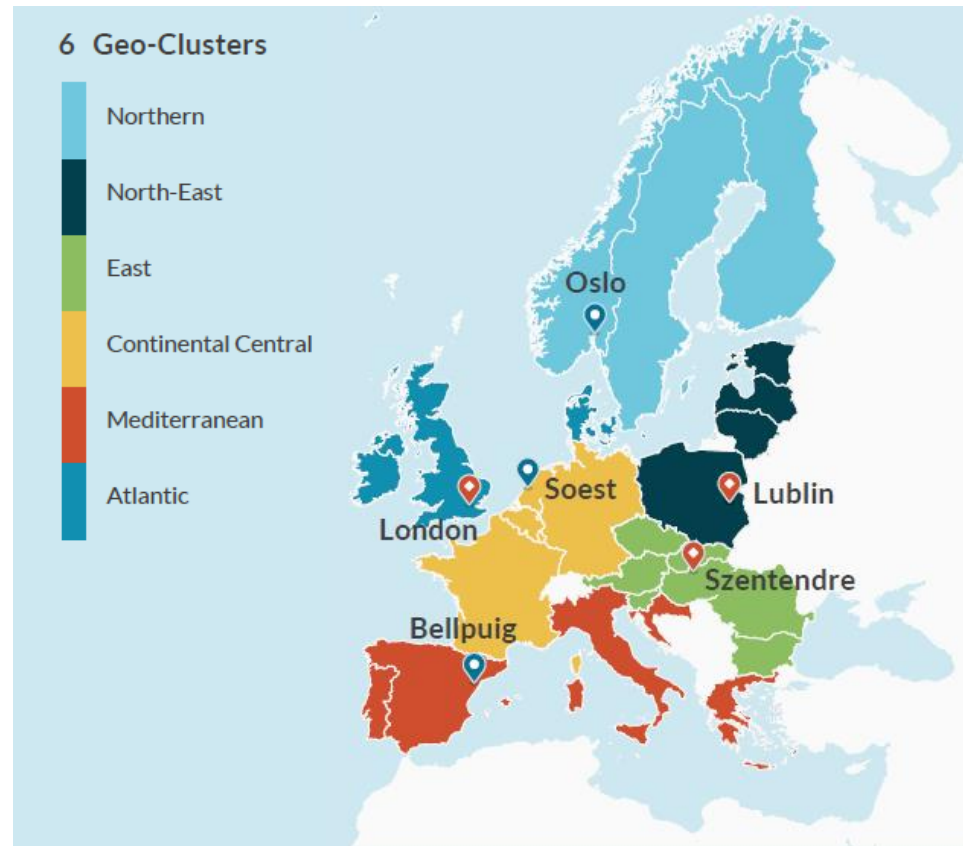 6 Geo-Clusters
Northern
North-East
East
Continental Central
Mediterranean
Atlantic
Oslo
Soest
Lublin
London
Szentendre
Bellpuig